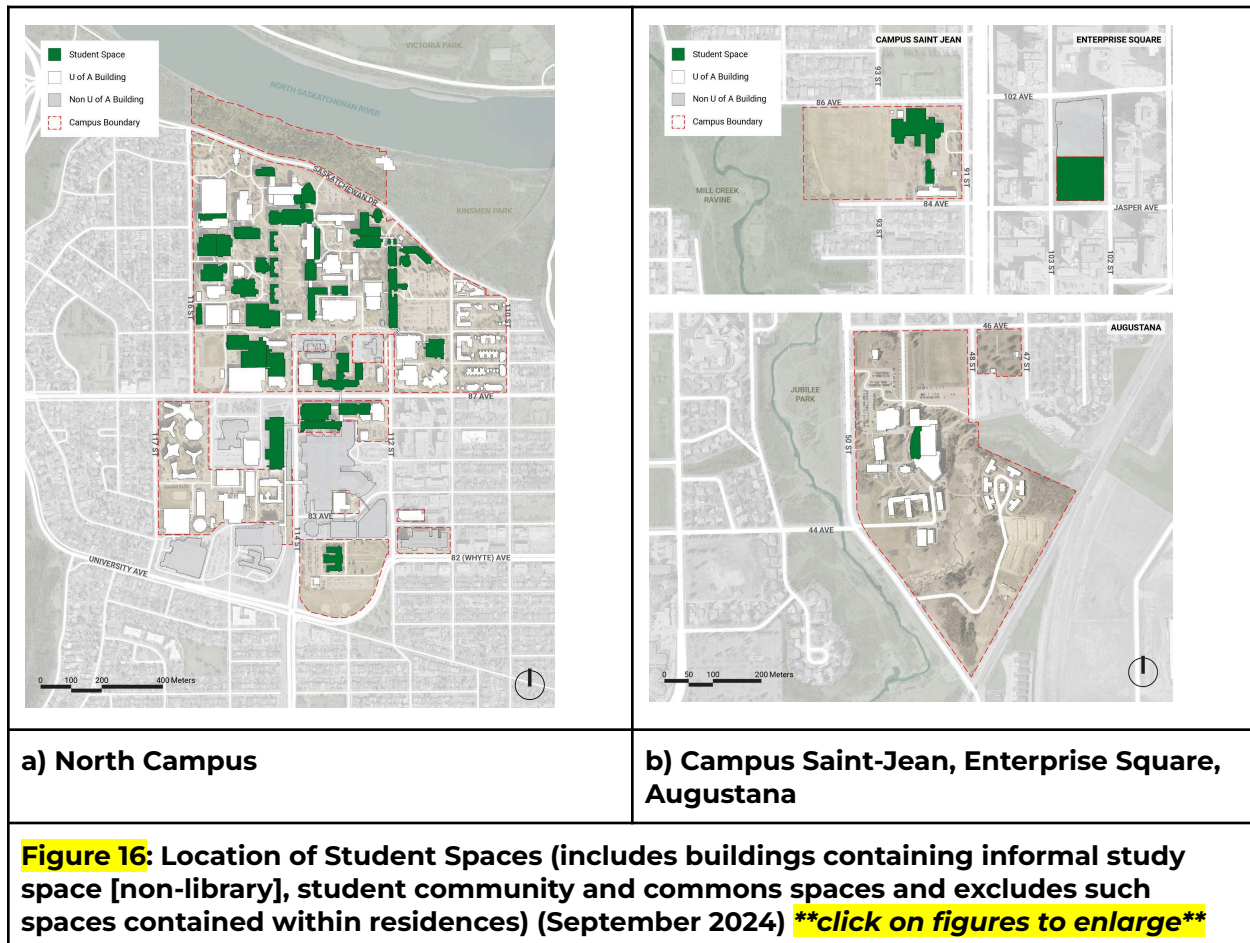 Student Space
U of A Building
Non U of A Building
Campus Boundary
VICTORIA PARK
NORTH SASKATCHEWAN RIVER
SASKATCHEWAN DR
KINSMEN PARK
116 ST
110 ST
87 AVE
117 ST
112 ST
83 AVE
114 ST
82 (WHYTE) AVE
UNIVERSITY AVE
0 100 200 400 Meters
Student Space
U of A Building
Non U of A Building
Campus Boundary
CAMPUS SAINT JEAN
93 ST
86 AVE
91 ST
MILL CREEK
RAVINE
84 AVE
93 ST
ENTERPRISE SQUARE
102 AVE
JASPER AVE
103 ST
102 ST
AUGUSTANA
46 AVE
48 ST
47 ST
JUBILEE
PARK
50 ST
44 AVE
0 50 100 200 Meters
a) North Campus
b) Campus Saint-Jean, Enterprise Square,
Augustana
Figure 16: Location of Student Spaces (includes buildings containing informal study
space [non-library], student community and commons spaces and excludes such
spaces contained within residences) (September 2024) **click on figures to enlarge**